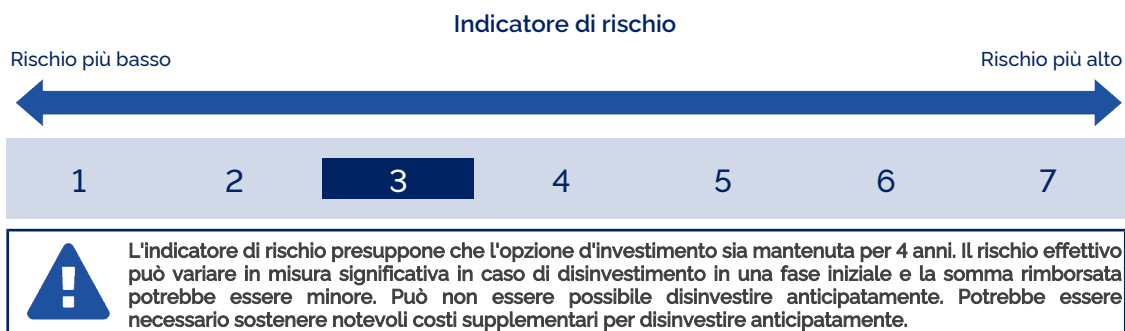 Indicatore di rischio
Rischio più basso Rischio più alto
1 2 3 4 5 6 7
L'indicatore di rischio presuppone che l'opzione d'investimento sia mantenuta per 4 anni. Il rischio effettivo
può variare in misura significativa in caso di disinvestimento in una fase iniziale e la somma rimborsata
potrebbe essere minore. Può non essere possibile disinvestire anticipatamente. Potrebbe essere
necessario sostenere notevoli costi supplementari per disinvestire anticipatamente.